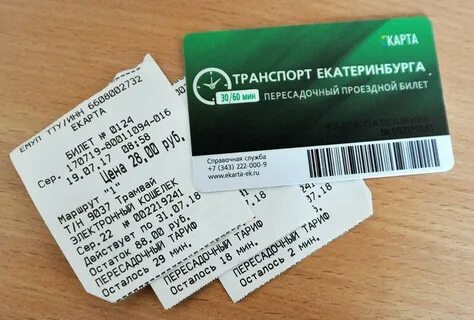 ЕМУП ТТУ/ИНН 6608002732
ЕКАРТА
БИЛЕТ № 0124
170719-80011094-016
Сер. 19.07.17 08:58
Цена 28,00 руб.
Маршрут "1"
Т/Н 9037 Трамвай
ЭЛЕКТРОННЫЙ КОШЕЛЕК
Сер.22 № 002219241
Действует по 31.07.18
Остаток 68,00 руб.
ПЕРЕСАДОЧНЫЙ ТАРИФ
Осталось 29 мин.
ПЕРЕСАДОЧНЫЙ ТАРИФ
Осталось 18 мин.
ПЕРЕСАДОЧНЫЙ ТАРИФ
Осталось 2 мин.
ЕКАРТА
ТРАНСПОРТ ЕКАТЕРИНБУРГА
30/60 мин
ПЕРЕСАДОЧНЫЙ ПРОЕЗДНОЙ БИЛЕТ
КАРТА ПАССАЖИРА
Справочная служба
+7 (343) 222-000-9
www.ekarta-ek.ru